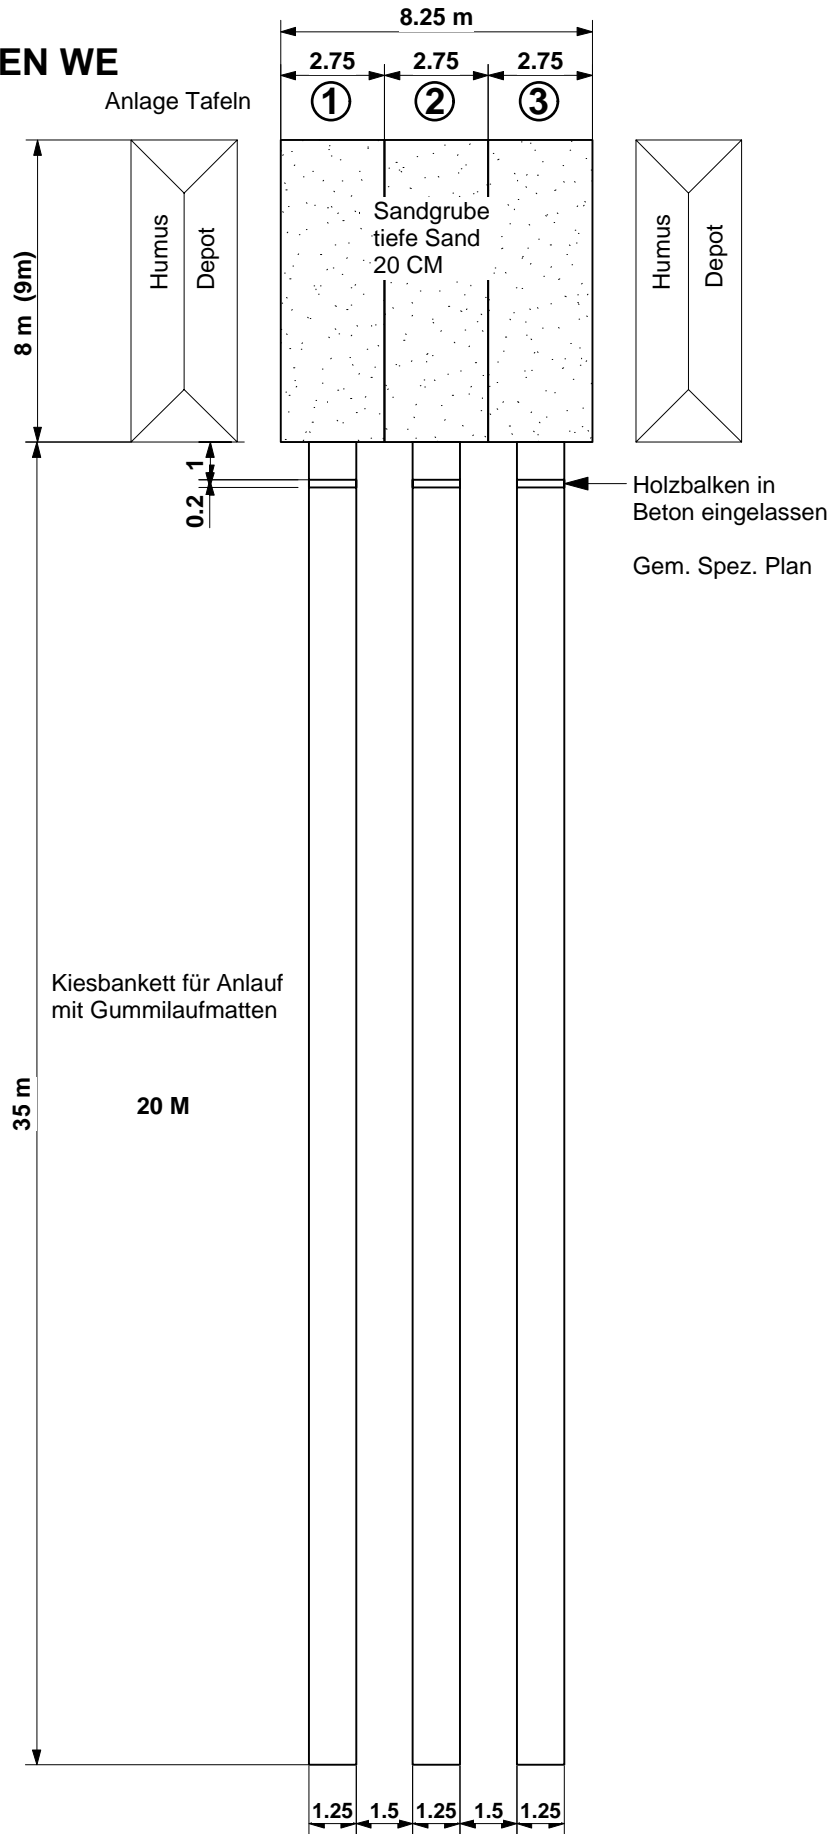 8.25 m
EN WE
2.75 2.75 2.75
Anlage Tafeln
1 2 3
Humus
Depot
Sandgrube
tiefe Sand
20 CM
Humus
Depot
8 m (9m)
1
0.2
Holzbalken in
Beton eingelassen
Gem. Spez. Plan
Kiesbankett für Anlauf
mit Gummilaufmatten
35 m
20 M
1.25 1.5 1.25 1.5 1.25